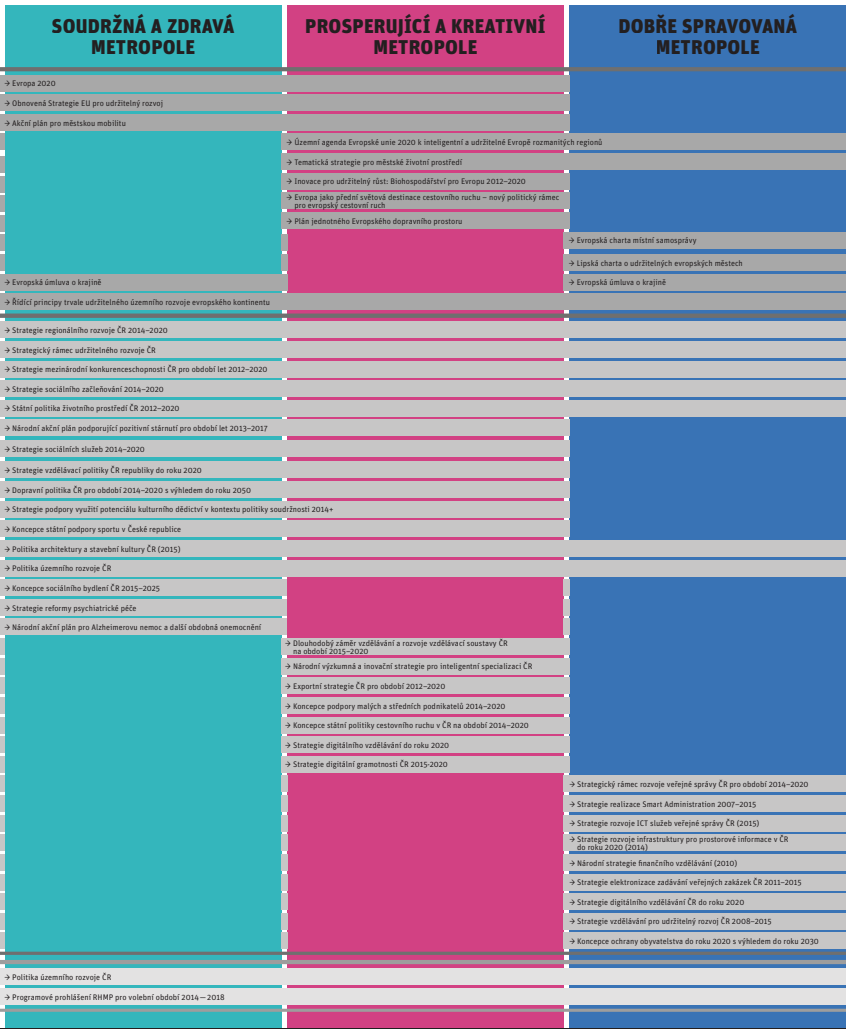 SOUDRŽNÁ A ZDRAVÁ
METROPOLE
PROSPERUJÍCÍ A KREATIVNÍ
METROPOLE
DOBŘE SPRAVOVANÁ
METROPOLE
→ Evropa 2020
→ Obnovená Strategie EU pro udržitelný rozvoj
→ Akční plán pro městskou mobilitu
→ Územní agenda Evropské unie 2020 k inteligentní a udržitelné Evropě rozmanitých regionů
→ Tematická strategie pro městské životní prostředí
→ Inovace pro udržitelný růst: Biohospodářství pro Evropu 2012–2020
→ Evropa jako přední světová destinace cestovního ruchu – nový politický rámec
pro evropský cestovní ruch
→ Plán jednotného Evropského dopravního prostoru
→ Evropská charta místní samosprávy
→ Lipská charta o udržitelných evropských městech
→ Evropská úmluva o krajině
→ Evropská úmluva o krajině
→ Řídící principy trvale udržitelného územního rozvoje evropského kontinentu
→ Strategie regionálního rozvoje ČR 2014–2020
→ Strategický rámec udržitelného rozvoje ČR
→ Strategie mezinárodní konkurenceschopnosti ČR pro období let 2012–2020
→ Strategie sociálního začleňování 2014–2020
→ Státní politika životního prostředí ČR 2012–2020
→ Národní akční plán podporující pozitivní stárnutí pro období let 2013–2017
→ Strategie sociálních služeb 2014–2020
→ Strategie vzdělávací politiky ČR republiky do roku 2020
→ Dopravní politika ČR pro období 2014–2020 s výhledem do roku 2050
→ Strategie podpory využití potenciálu kulturního dědictví v kontextu politiky soudržnosti 2014+
→ Koncepce státní podpory sportu v České republice
→ Politika architektury a stavební kultury ČR (2015)
→ Politika územního rozvoje ČR
→ Koncepce sociálního bydlení ČR 2015–2025
→ Strategie reformy psychiatrické péče
→ Národní akční plán pro Alzheimerovu nemoc a další obdobná onemocnění
→ Dlouhodobý záměr vzdělávání a rozvoje vzdělávací soustavy ČR
na období 2015–2020
→ Národní výzkumná a inovační strategie pro inteligentní specializaci ČR
→ Exportní strategie ČR pro období 2012–2020
→ Koncepce podpory malých a středních podnikatelů 2014–2020
→ Koncepce státní politiky cestovního ruchu v ČR na období 2014–2020
→ Strategie digitálního vzdělávání do roku 2020
→ Strategie digitální gramotnosti ČR 2015-2020
→ Strategický rámec rozvoje veřejné správy ČR pro období 2014–2020
→ Strategie realizace Smart Administration 2007–2015
→ Strategie rozvoje ICT služeb veřejné správy ČR (2015)
→ Strategie rozvoje infrastruktury pro prostorové informace v ČR
do roku 2020 (2014)
→ Národní strategie finančního vzdělávání (2010)
→ Strategie elektronizace zadávání veřejných zakázek ČR 2011–2015
→ Strategie digitálního vzdělávání ČR do roku 2020
→ Strategie vzdělávání pro udržitelný rozvoj ČR 2008–2015
→ Koncepce ochrany obyvatelstva do roku 2020 s výhledem do roku 2030
→ Politika územního rozvoje ČR
→ Programové prohlášení RHMP pro volební období 2014 — 2018